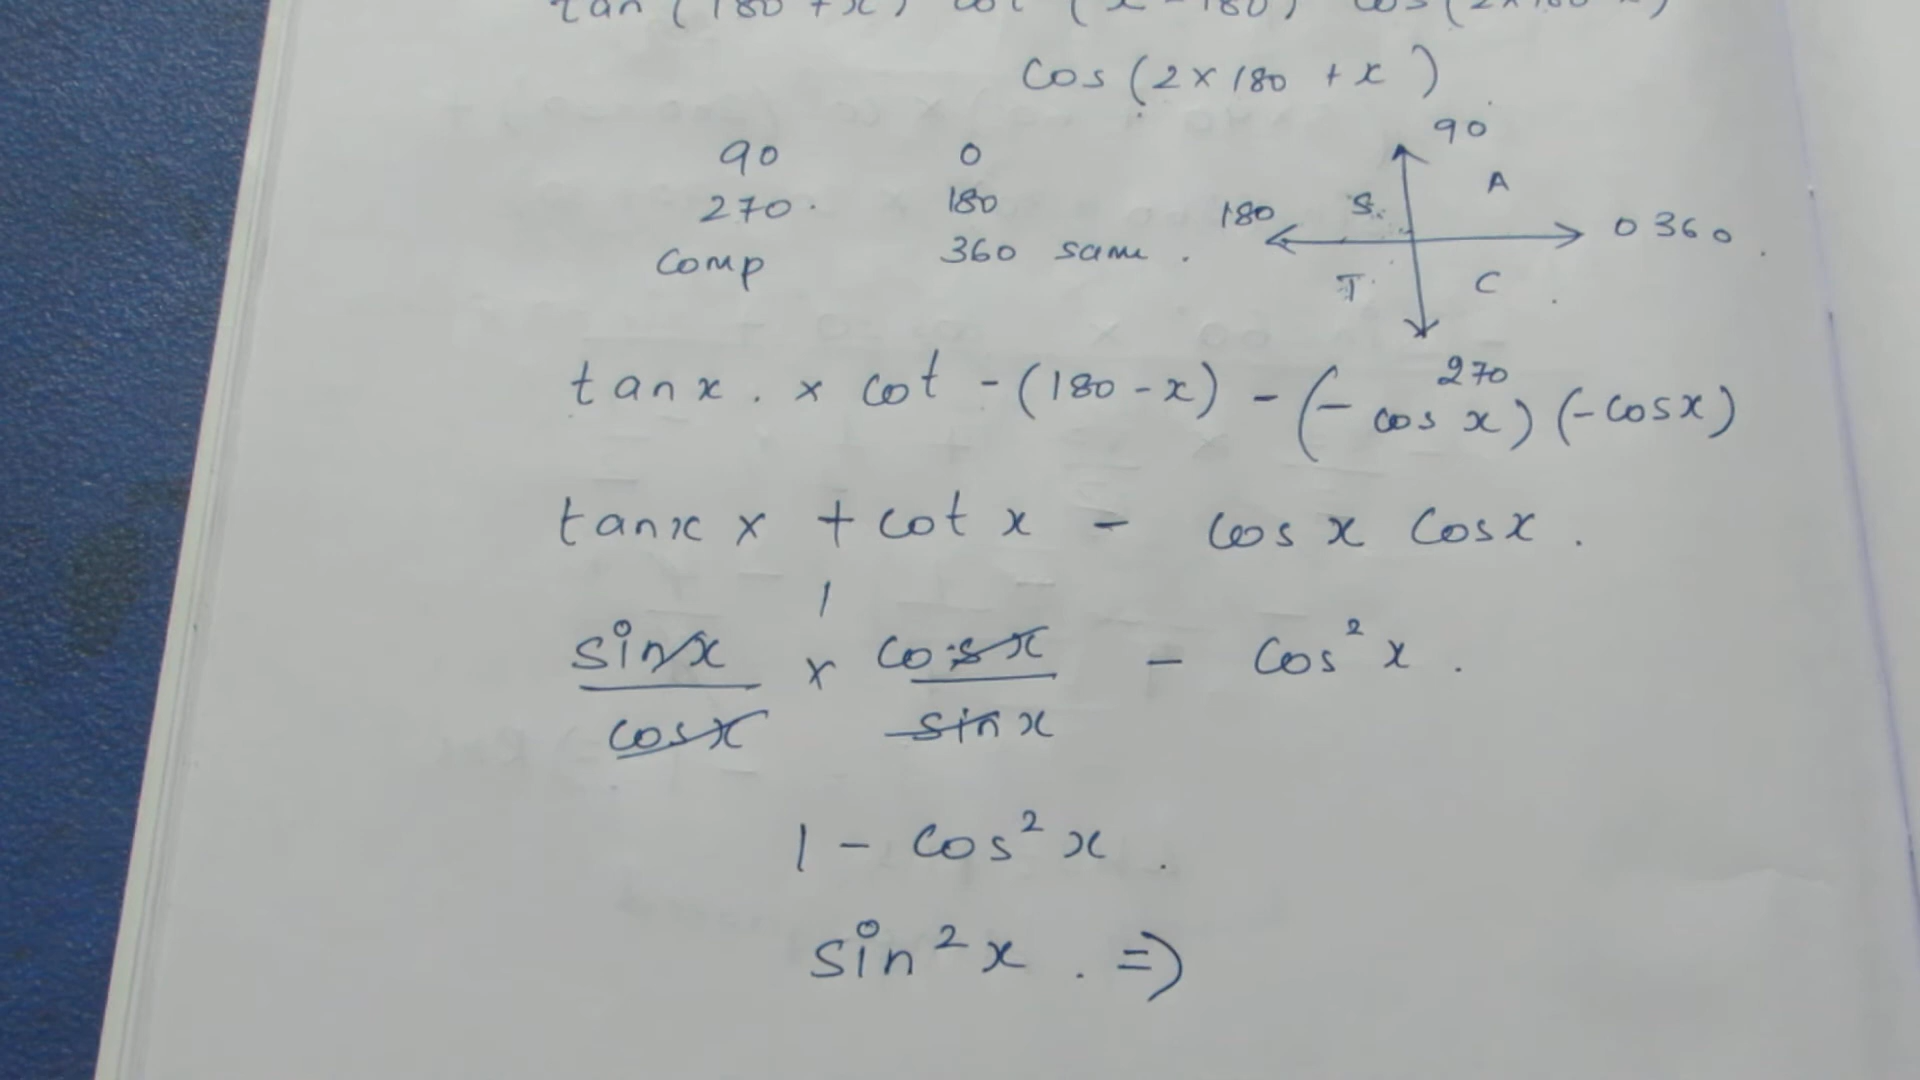 cos (2 × 180 + x )
90 0 90
270 . 180 180 S A 0 360
comp 360 same . T C
270
tan x . × cot - (180 - x) - (- cos x) (- cos x)
tan x × + cot x - cos x cos x .
1
sin x × cos x - cos² x .
cos x sin x
1 - cos² x .
sin² x . =>